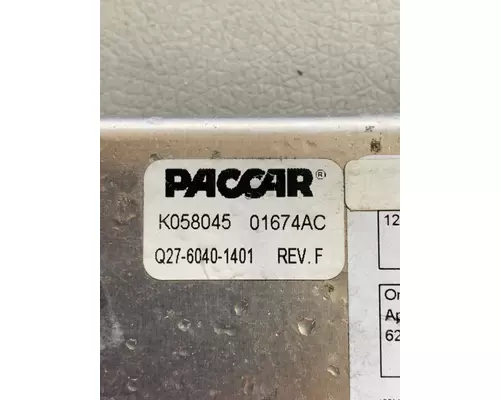 PACCAR®
K058045 01674AC
Q27-6040-1401 REV. F
12
Or
Ap
62